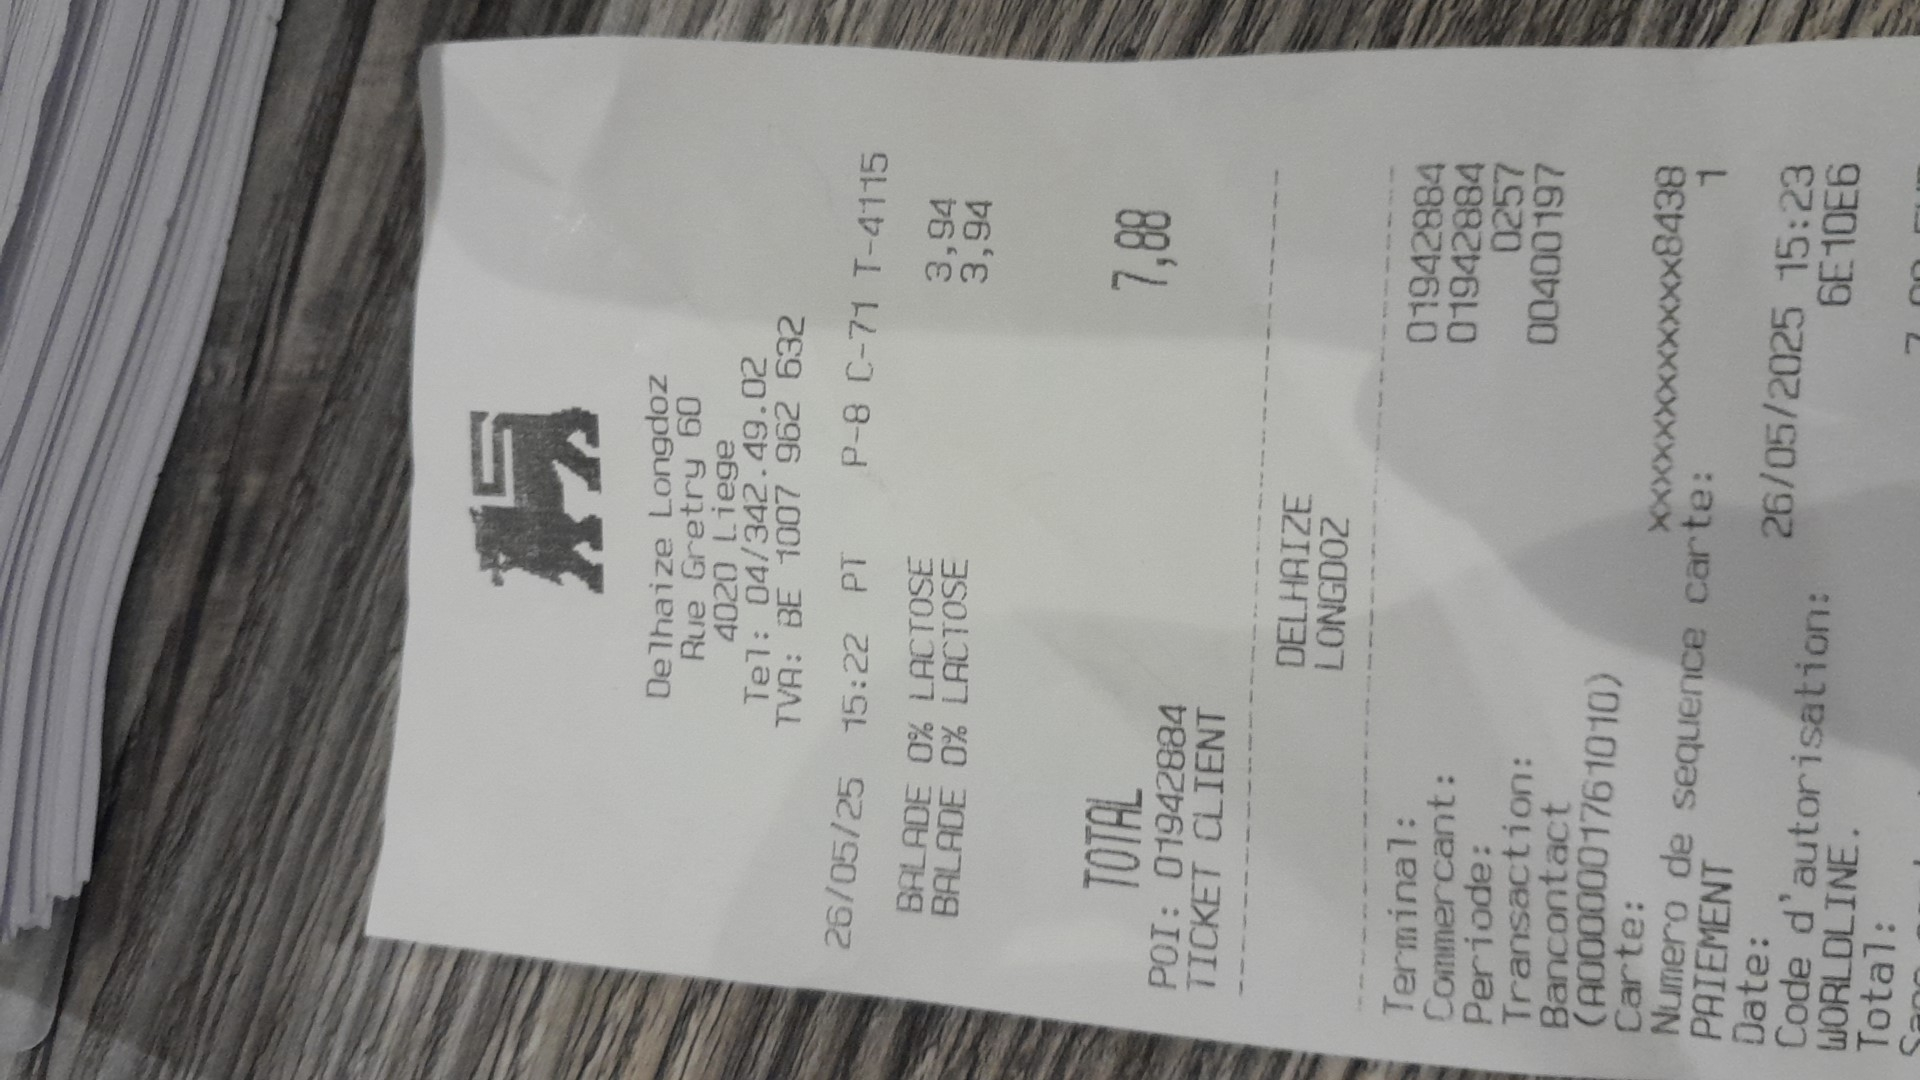 Delhaize Longdoz
Rue Gretry 60
4020 Liege
Tel: 04/342.49.02
TVA: BE 1007 962 632
26/05/25 15:22 PT P-8 C-71 T-4115
BALADE 0% LACTOSE 3,94
BALADE 0% LACTOSE 3,94
TOTAL 7,88
POI: 01942884
TICKET CLIENT
DELHAIZE
LONGDOZ
Terminal: 01942884
Commercant: 01942884
Periode: 0257
Transaction: 00400197
Bancontact
(A0000001761010)
Carte: xxxxxxxxxxxxx8438
Numero de sequence carte: 1
PAIEMENT
Date: 26/05/2025 15:23
Code d'autorisation: 6E10E6
WORLDLINE.
Total: